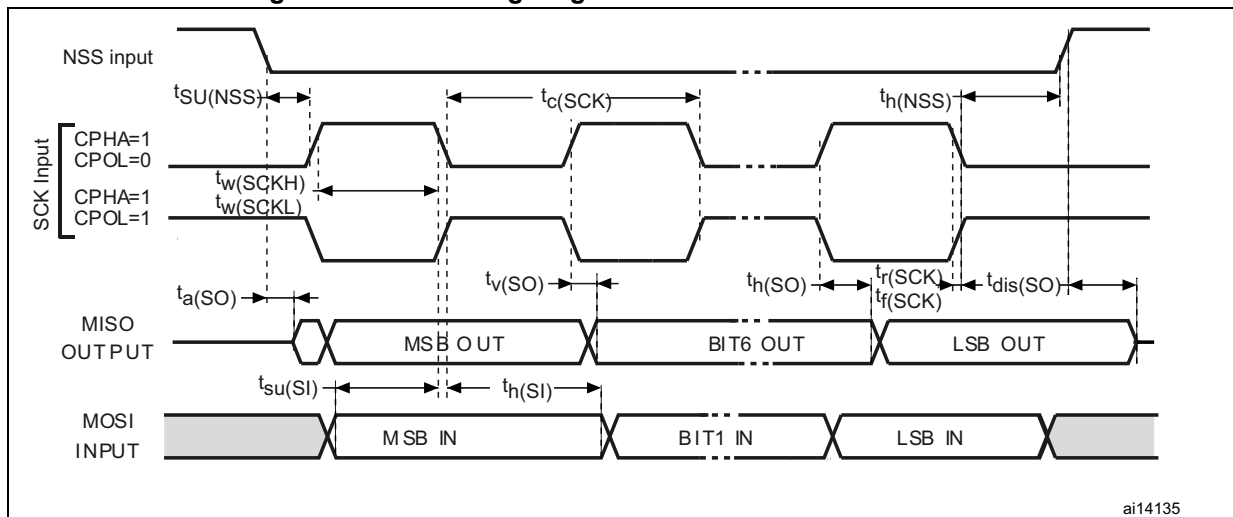 NSS input
tSU(NSS)
tc(SCK)
th(NSS)
SCK Input
CPHA=1
CPOL=0
CPHA=1
CPOL=1
tw(SCKH)
tw(SCKL)
ta(SO)
tv(SO)
th(SO)
tr(SCK)
tf(SCK)
tdis(SO)
MISO
OUTPUT
MSB OUT
BIT6 OUT
LSB OUT
tsu(SI)
th(SI)
MOSI
INPUT
MSB IN
BIT1 IN
LSB IN
ai14135